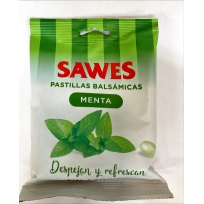 SAWES
PASTILLAS BALSÁMICAS
MENTA
Despejan y refrescan